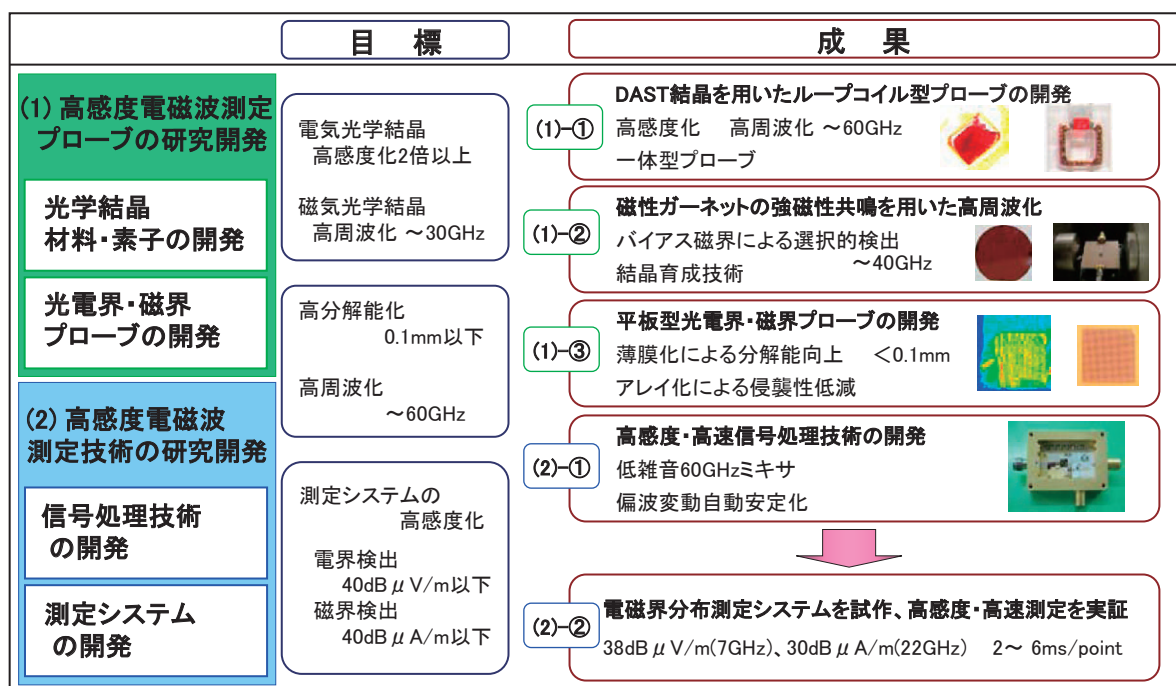 目 標
成 果
(1) 高感度電磁波測定
プローブの研究開発
光学結晶
材料・素子の開発
光電界・磁界
プローブの開発
(2) 高感度電磁波
測定技術の研究開発
信号処理技術
の開発
測定システム
の開発
電気光学結晶
高感度化2倍以上
磁気光学結晶
高周波化 ～30GHz
高分解能化
0.1mm以下
高周波化
～60GHz
測定システムの
高感度化
電界検出
40dBμV/m以下
磁界検出
40dBμA/m以下
(1)-①
DAST結晶を用いたループコイル型プローブの開発
高感度化 高周波化 ～60GHz
一体型プローブ
(1)-②
磁性ガーネットの強磁性共鳴を用いた高周波化
バイアス磁界による選択的検出
～40GHz
結晶育成技術
(1)-③
平板型光電界・磁界プローブの開発
薄膜化による分解能向上 ＜0.1mm
アレイ化による侵襲性低減
(2)-①
高感度・高速信号処理技術の開発
低雑音60GHzミキサ
偏波変動自動安定化
(2)-②
電磁界分布測定システムを試作、高感度・高速測定を実証
38dBμV/m(7GHz)、30dBμA/m(22GHz) 2～ 6ms/point